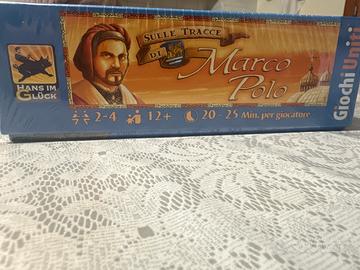 SULLE TRACCE
DI
Marco
Polo
HANS IM
GLÜCK
2-4
12+
20-25 Min. per giocatore
Giochi Uniti